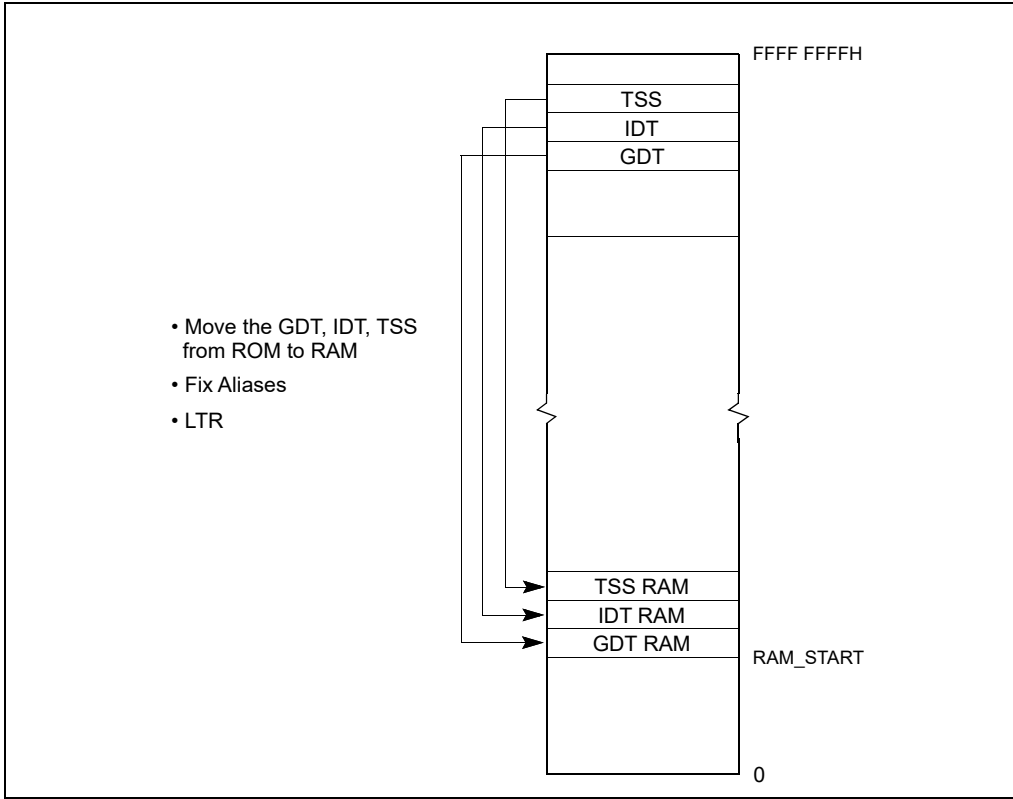 FFFF FFFFH
TSS
IDT
GDT
• Move the GDT, IDT, TSS
from ROM to RAM
• Fix Aliases
• LTR
TSS RAM
IDT RAM
GDT RAM
RAM_START
0